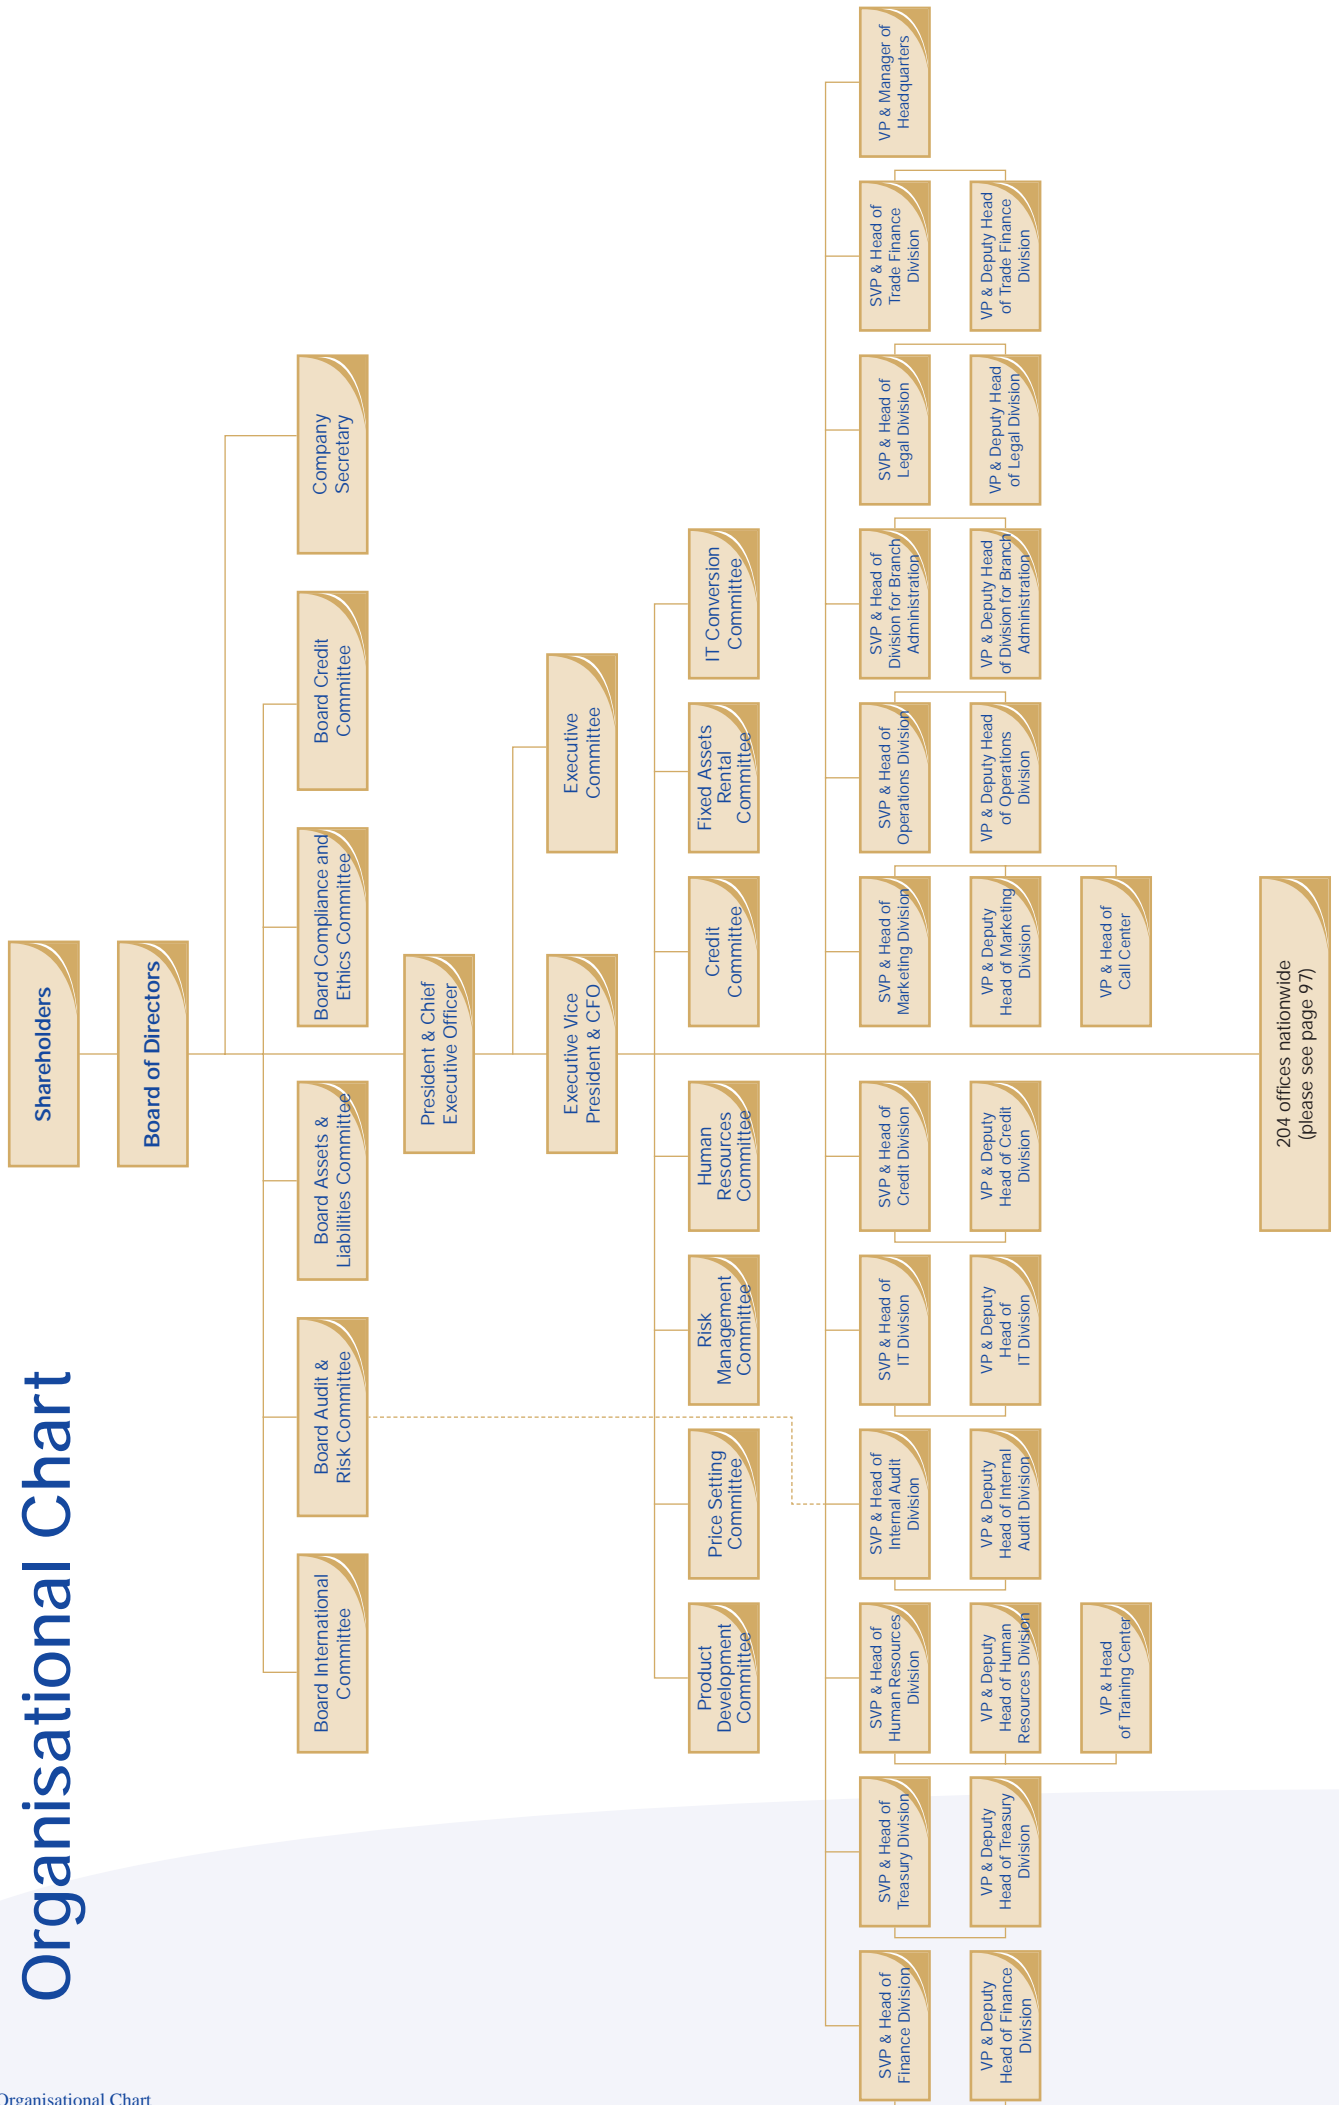 Organisational Chart
Shareholders
Board of Directors
Board International
Committee
Board Audit &
Risk Committee
Board Assets &
Liabilities Committee
Board Compliance and
Ethics Committee
Board Credit
Committee
Company
Secretary
President & Chief
Executive Officer
Executive Vice
President & CFO
Executive
Committee
Product
Development
Committee
Price Setting
Committee
Risk
Management
Committee
Human
Resources
Committee
Credit
Committee
Fixed Assets
Rental
Committee
IT Conversion
Committee
SVP & Head of
Finance Division
SVP & Head of
Treasury Division
SVP & Head of
Human Resources
Division
SVP & Head of
Internal Audit
Division
SVP & Head of
IT Division
SVP & Head of
Credit Division
SVP & Head of
Marketing Division
SVP & Head of
Operations Division
SVP & Head of
Division for Branch
Administration
SVP & Head of
Legal Division
SVP & Head of
Trade Finance
Division
VP & Manager of
Headquarters
VP & Deputy
Head of Finance
Division
VP & Deputy
Head of Treasury
Division
VP & Deputy
Head of Human
Resources Division
VP & Deputy
Head of Internal
Audit Division
VP & Deputy
Head of
IT Division
VP & Deputy
Head of Credit
Division
VP & Deputy
Head of Marketing
Division
VP & Deputy Head
of Operations
Division
VP & Deputy Head
of Division for Branch
Administration
VP & Deputy Head
of Legal Division
VP & Deputy Head
of Trade Finance
Division
VP & Head
of Training Center
VP & Head of
Call Center
204 offices nationwide
(please see page 97)
Organisational Chart